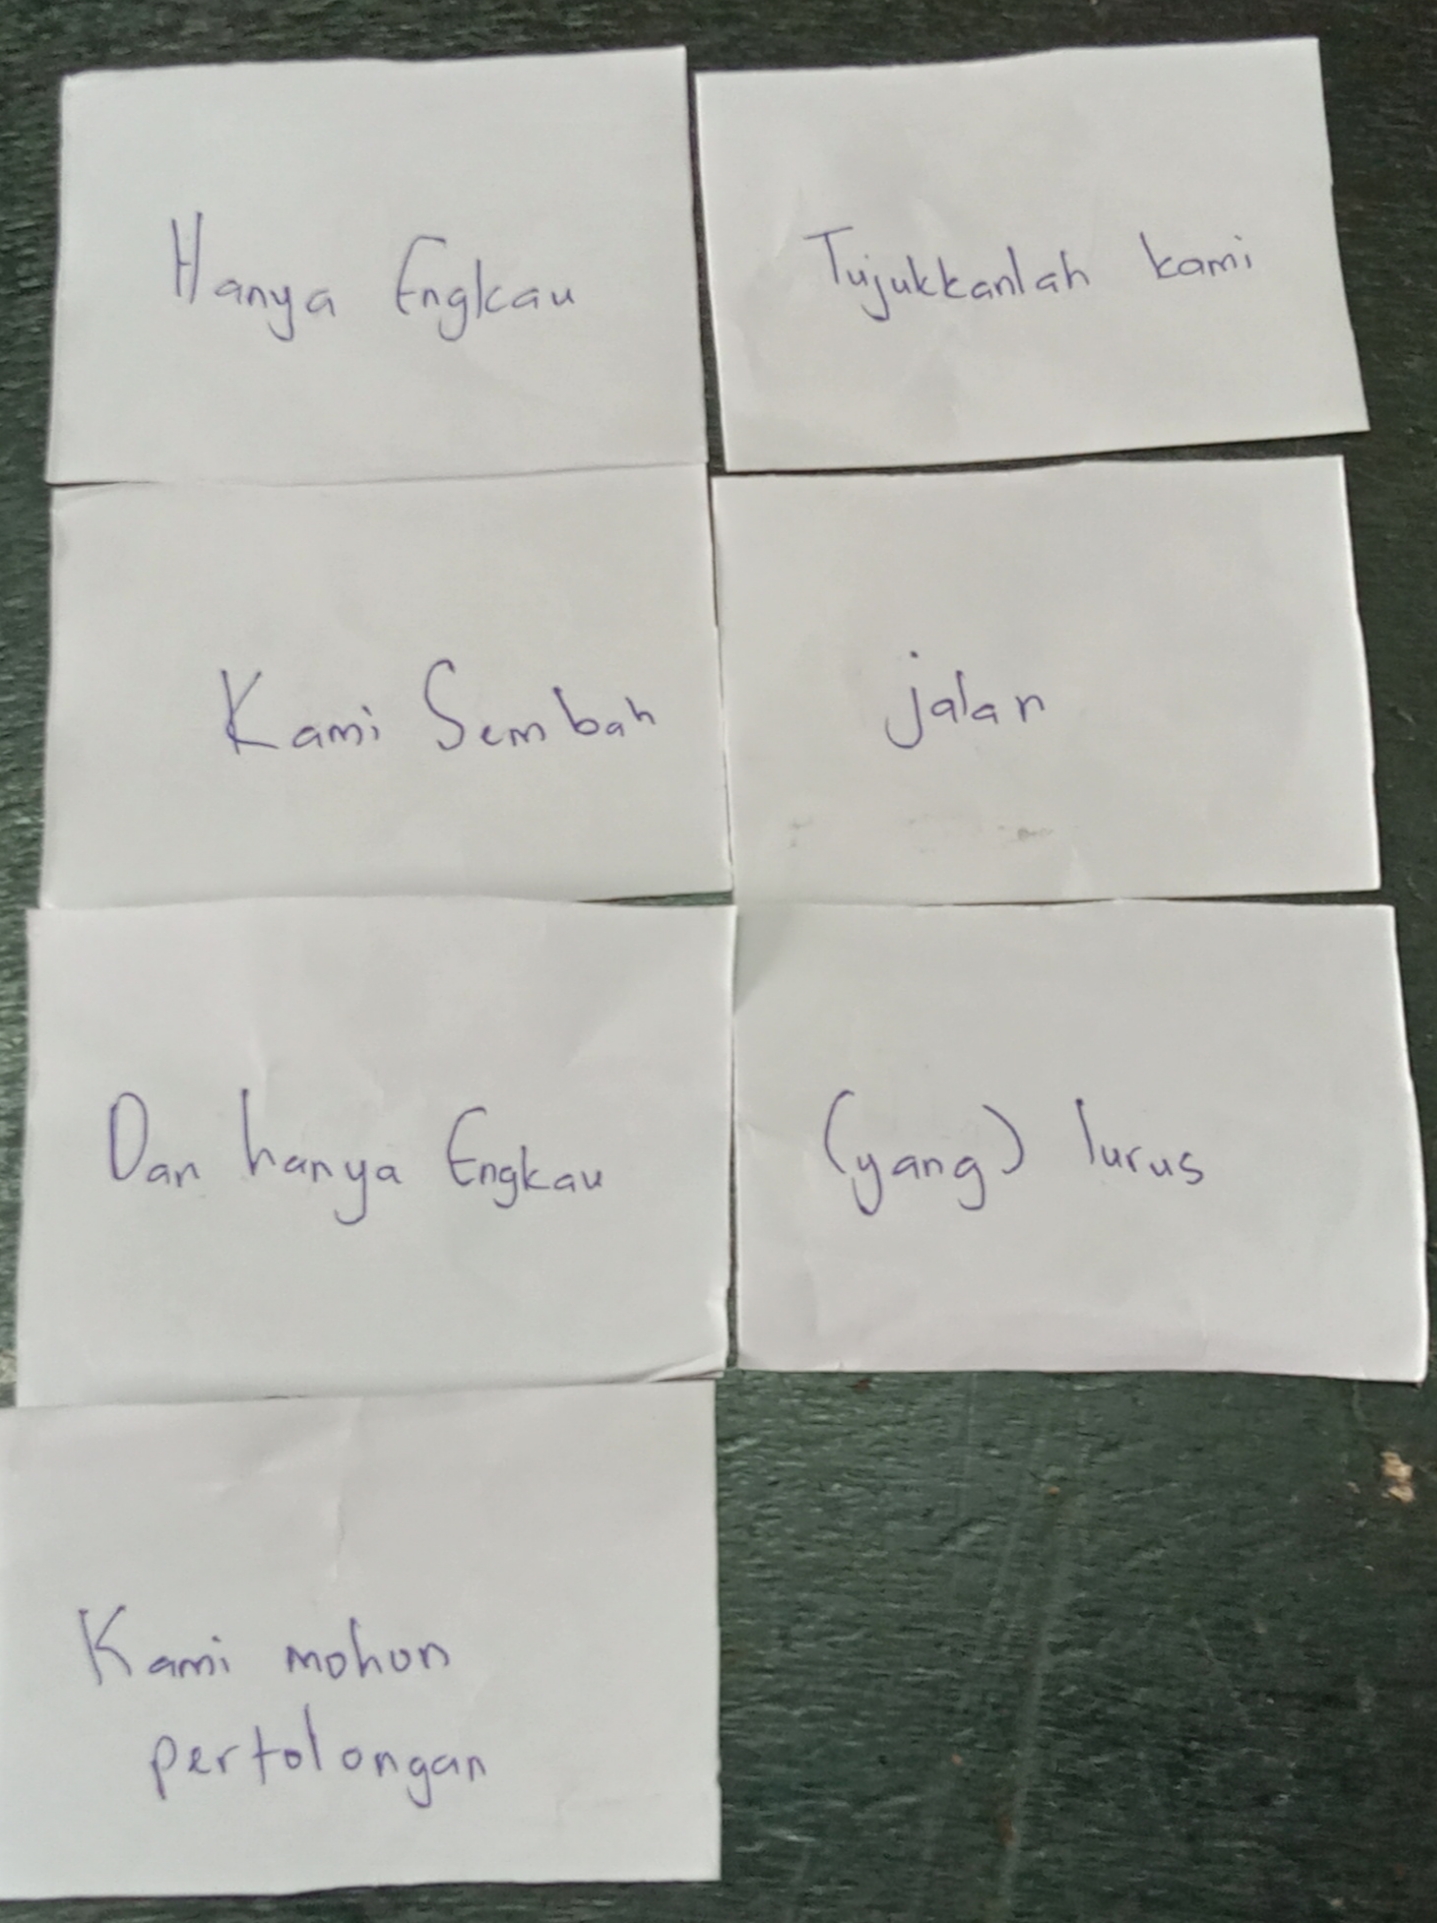 Hanya Engkau
Kami Sembah
Dan hanya Engkau
Kami mohon
pertolongan
Tujukkanlah kami
jalan
(yang) lurus